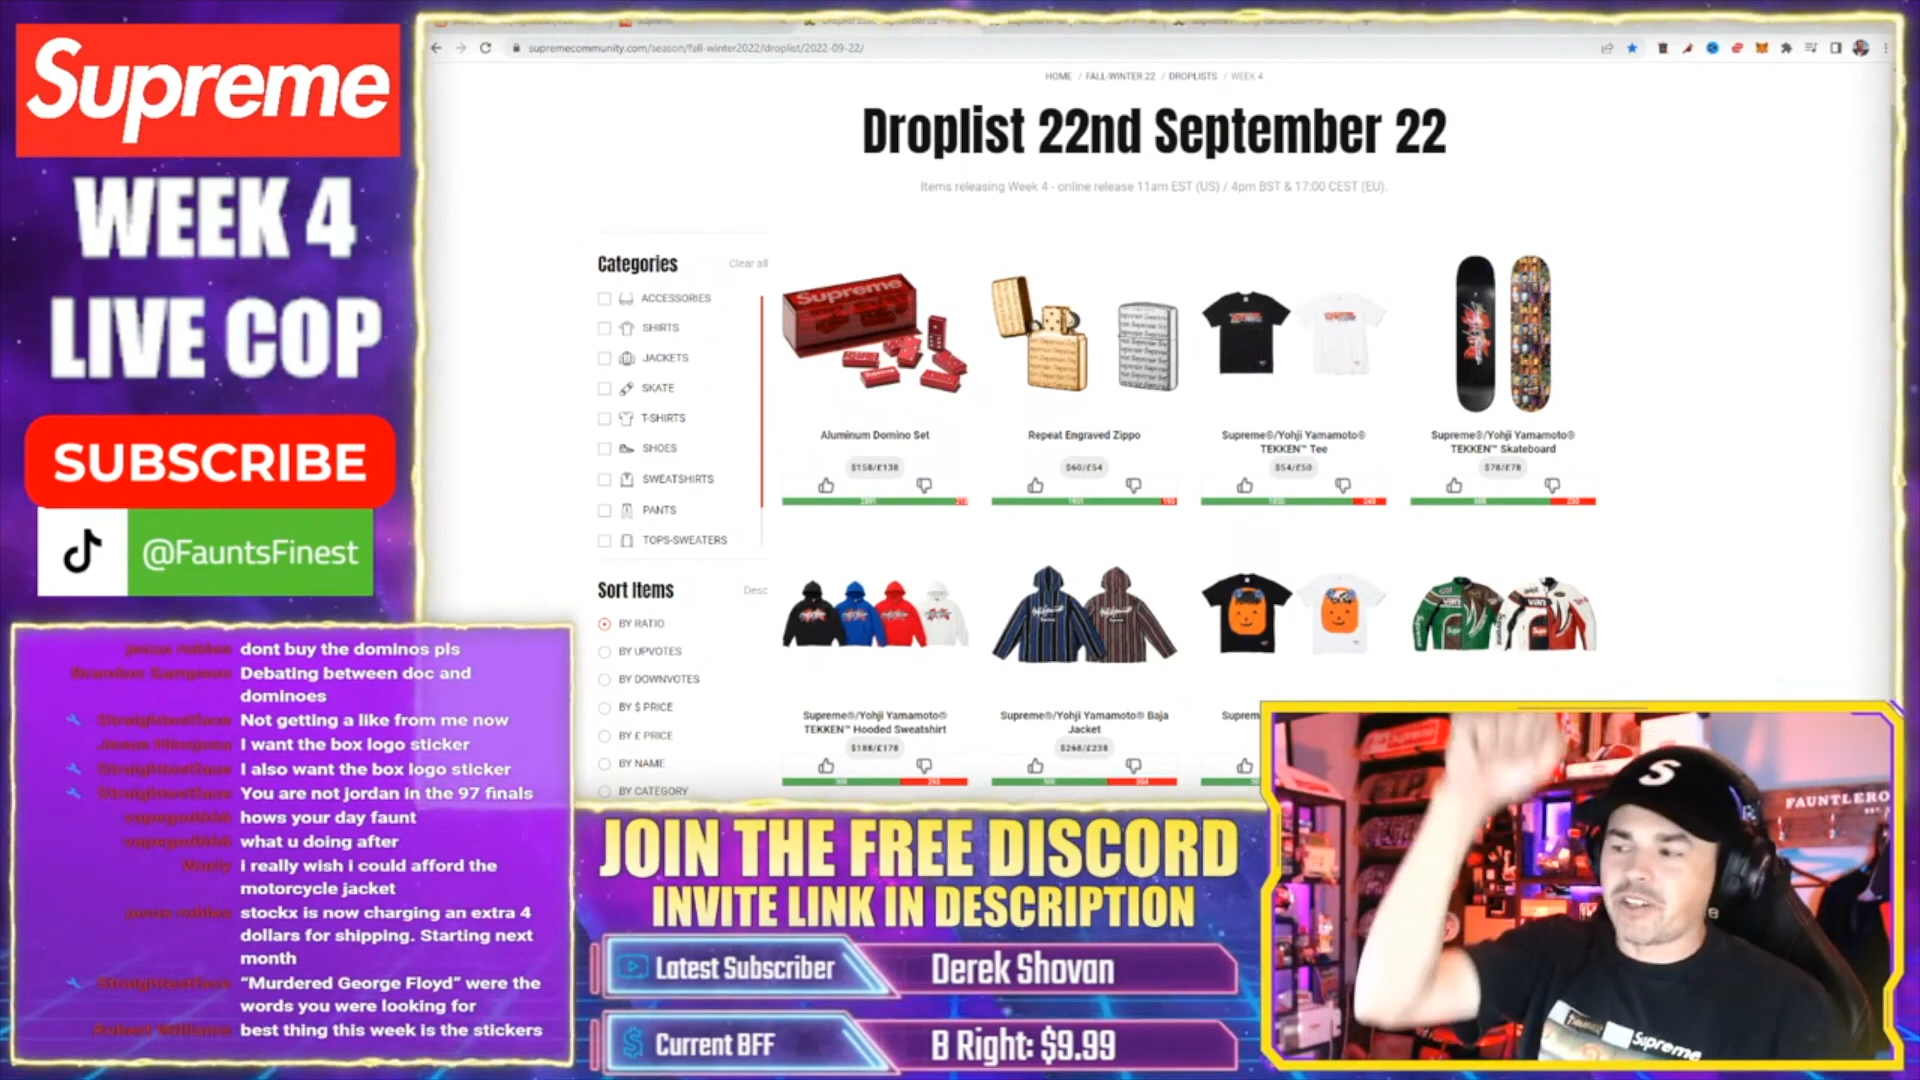 Supreme
WEEK 4
LIVE COP
SUBSCRIBE
@FauntsFinest
supremecommunity.com/season/fall-winter2022/droplist/2022-09-22/
HOME / FALL-WINTER 22 / DROPLISTS / WEEK 4
Droplist 22nd September 22
Items releasing Week 4 - online release 11am EST (US) / 4pm BST & 17:00 CEST (EU).
Categories
Clear all
ACCESSORIES
SHIRTS
JACKETS
SKATE
T-SHIRTS
SHOES
SWEATSHIRTS
PANTS
TOPS-SWEATERS
Sort Items
Desc
BY RATIO
BY UPVOTES
BY DOWNVOTES
BY $ PRICE
BY £ PRICE
BY NAME
BY CATEGORY
Supreme
Aluminum Domino Set
$158/£138
Repeat Engraved Zippo
$60/£54
Supreme®/Yohji Yamamoto®
TEKKEN™ Tee
$54/£50
Supreme®/Yohji Yamamoto®
TEKKEN™ Skateboard
$78/£78
Supreme®/Yohji Yamamoto®
TEKKEN™ Hooded Sweatshirt
$188/£178
Supreme®/Yohji Yamamoto® Baja
Jacket
$268/£238
Suprem
dont buy the dominos pls
Debating between doc and
dominoes
Not getting a like from me now
I want the box logo sticker
I also want the box logo sticker
You are not jordan in the 97 finals
hows your day faunt
what u doing after
Wurly i really wish i could afford the
motorcycle jacket
jesus robles stockx is now charging an extra 4
dollars for shipping. Starting next
month
StraightestFace "Murdered George Floyd" were the
words you were looking for
Robert Williams best thing this week is the stickers
JOIN THE FREE DISCORD
INVITE LINK IN DESCRIPTION
Latest Subscriber
Derek Shovan
Current BFF
B Right: $9.99
S
FAUNTLERO
Supreme